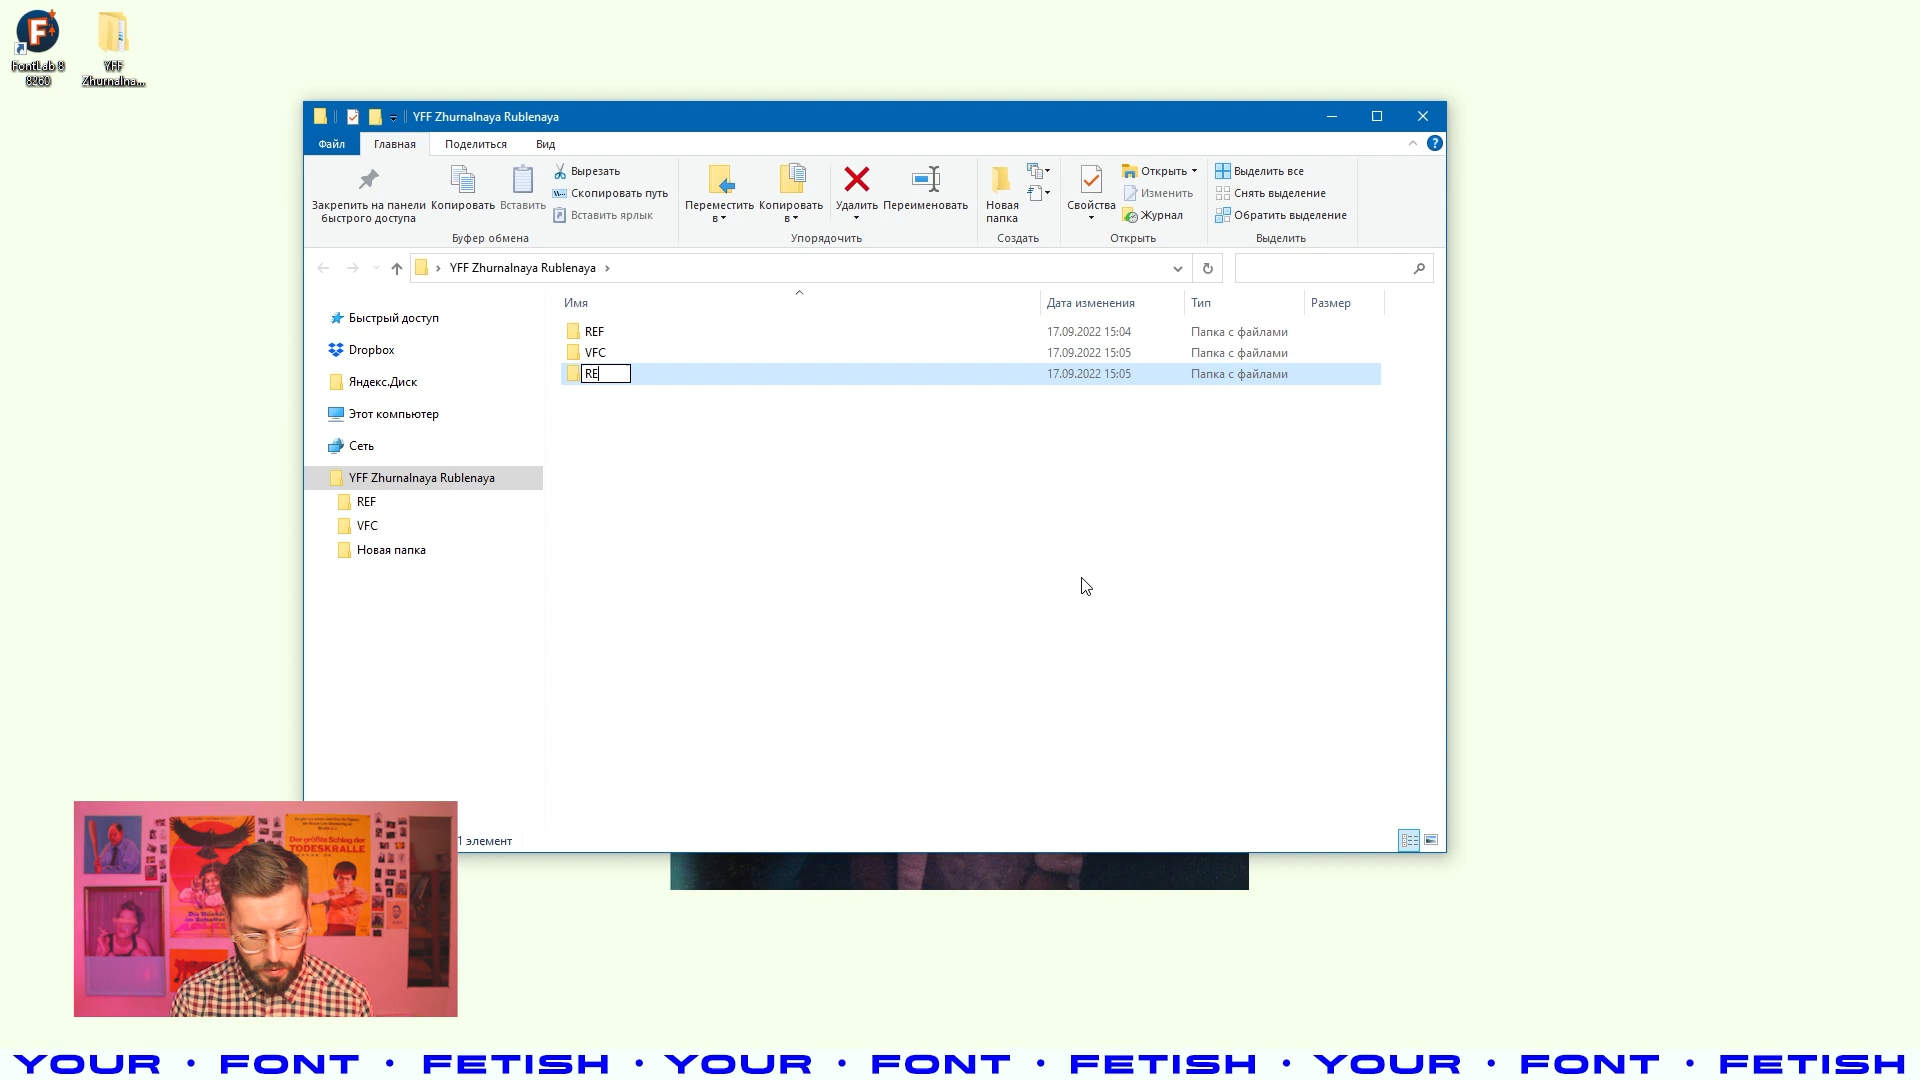 FontLab 8
8260
YFF
Zhurnalna...
YFF Zhurnalnaya Rublenaya
Файл
Главная
Поделиться
Вид
Закрепить на панели
быстрого доступа
Копировать
Вставить
Вырезать
Скопировать путь
Вставить ярлык
Буфер обмена
Переместить
в
Копировать
в
Удалить
Переименовать
Упорядочить
Новая
папка
Создать
Свойства
Открыть
Изменить
Журнал
Открыть
Выделить все
Снять выделение
Обратить выделение
Выделить
YFF Zhurnalnaya Rublenaya
Имя
Дата изменения
Тип
Размер
REF
17.09.2022 15:04
Папка с файлами
VFC
17.09.2022 15:05
Папка с файлами
RE
17.09.2022 15:05
Папка с файлами
Быстрый доступ
Dropbox
Яндекс.Диск
Этот компьютер
Сеть
YFF Zhurnalnaya Rublenaya
REF
VFC
Новая папка
1 элемент
Der größte Schlag der
TODESKRALLE
YOUR • FONT • FETISH • YOUR • FONT • FETISH • YOUR • FONT • FETISH